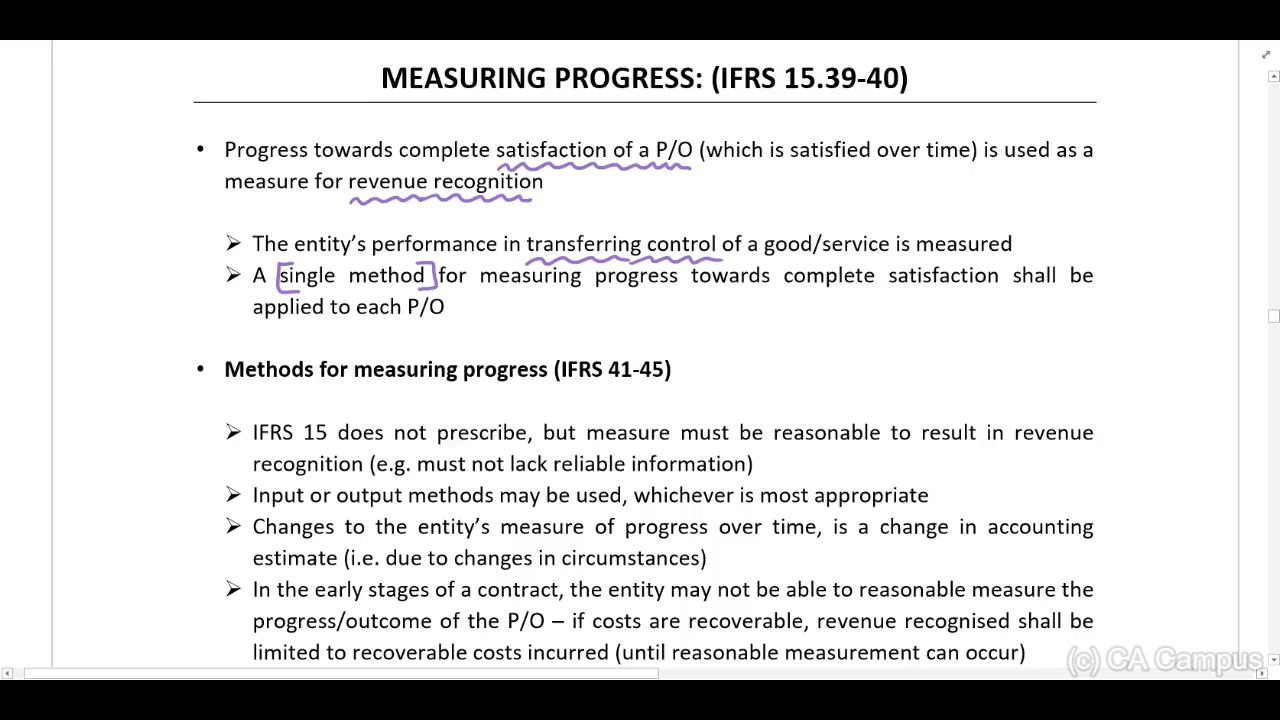 MEASURING PROGRESS: (IFRS 15.39-40)
• Progress towards complete satisfaction of a P/O (which is satisfied over time) is used as a
measure for revenue recognition
➢ The entity's performance in transferring control of a good/service is measured
➢ A single method for measuring progress towards complete satisfaction shall be
applied to each P/O
• Methods for measuring progress (IFRS 41-45)
➢ IFRS 15 does not prescribe, but measure must be reasonable to result in revenue
recognition (e.g. must not lack reliable information)
➢ Input or output methods may be used, whichever is most appropriate
➢ Changes to the entity's measure of progress over time, is a change in accounting
estimate (i.e. due to changes in circumstances)
➢ In the early stages of a contract, the entity may not be able to reasonable measure the
progress/outcome of the P/O – if costs are recoverable, revenue recognised shall be
limited to recoverable costs incurred (until reasonable measurement can occur)
(c) CA Campus